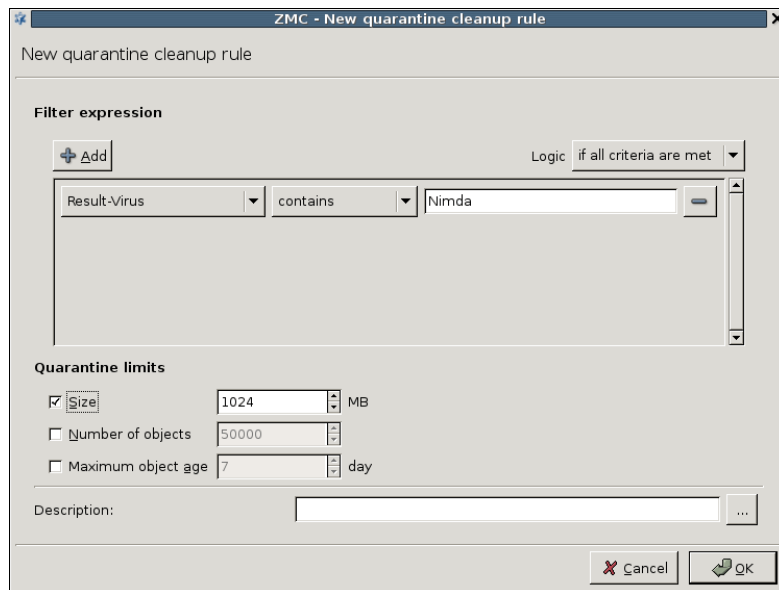 ZMC - New quarantine cleanup rule
New quarantine cleanup rule
Filter expression
Add Logic if all criteria are met
Result-Virus contains Nimda
Quarantine limits
Size 1024 MB
Number of objects 50000
Maximum object age 7 day
Description: ...
Cancel OK